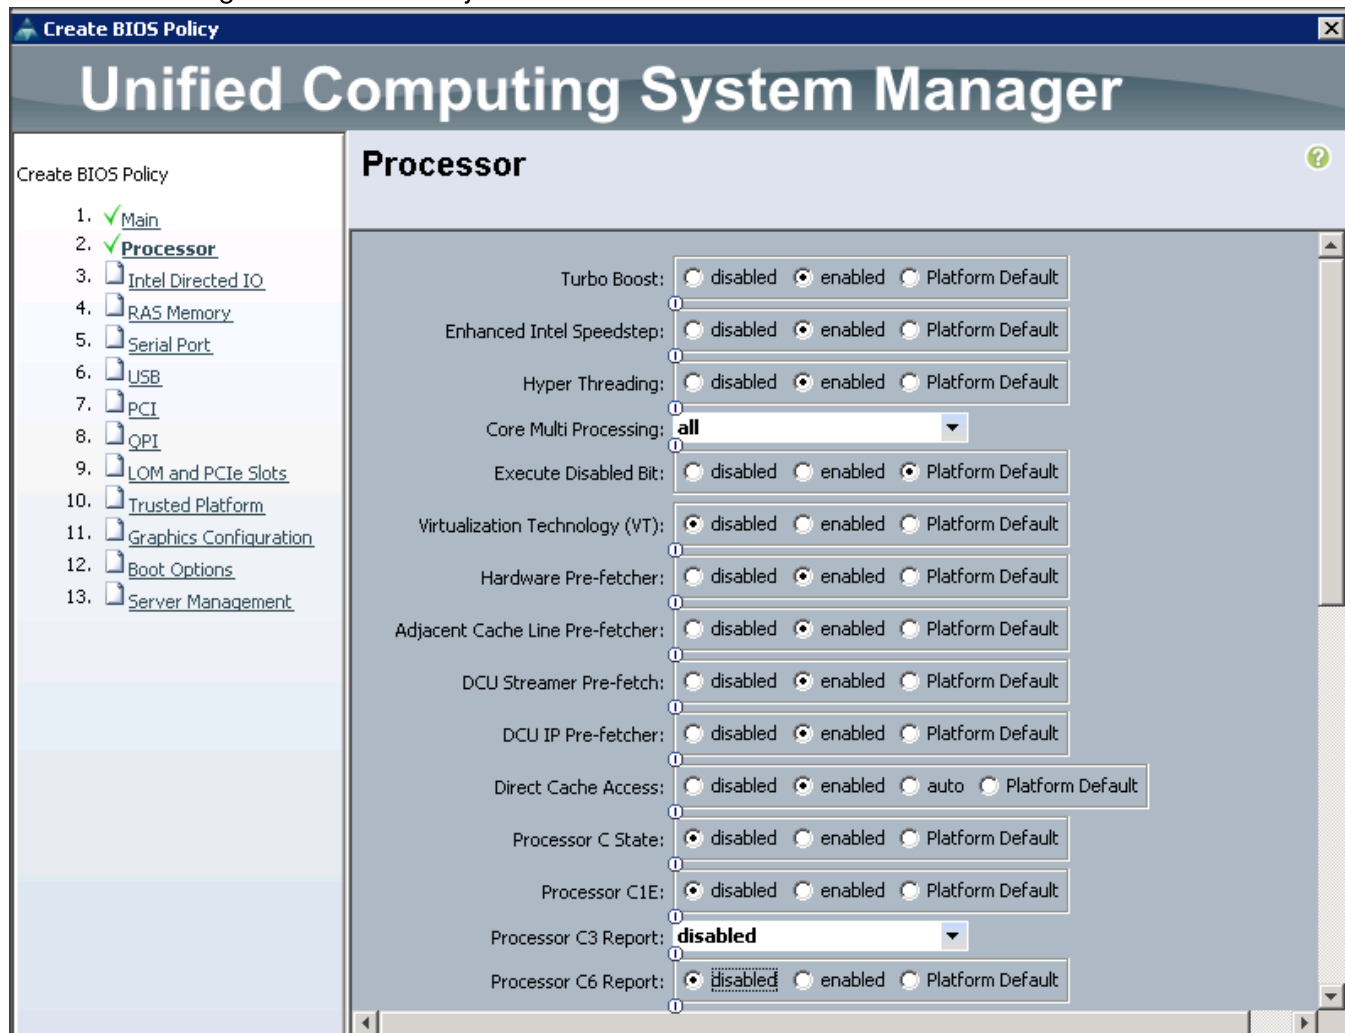 Create BIOS Policy
Unified Computing System Manager
Create BIOS Policy
1. Main
2. Processor
3. Intel Directed IO
4. RAS Memory
5. Serial Port
6. USB
7. PCI
8. QPI
9. LOM and PCIe Slots
10. Trusted Platform
11. Graphics Configuration
12. Boot Options
13. Server Management
Processor
Turbo Boost: disabled enabled Platform Default
Enhanced Intel Speedstep: disabled enabled Platform Default
Hyper Threading: disabled enabled Platform Default
Core Multi Processing: all
Execute Disabled Bit: disabled enabled Platform Default
Virtualization Technology (VT): disabled enabled Platform Default
Hardware Pre-fetcher: disabled enabled Platform Default
Adjacent Cache Line Pre-fetcher: disabled enabled Platform Default
DCU Streamer Pre-fetch: disabled enabled Platform Default
DCU IP Pre-fetcher: disabled enabled Platform Default
Direct Cache Access: disabled enabled auto Platform Default
Processor C State: disabled enabled Platform Default
Processor C1E: disabled enabled Platform Default
Processor C3 Report: disabled
Processor C6 Report: disabled enabled Platform Default